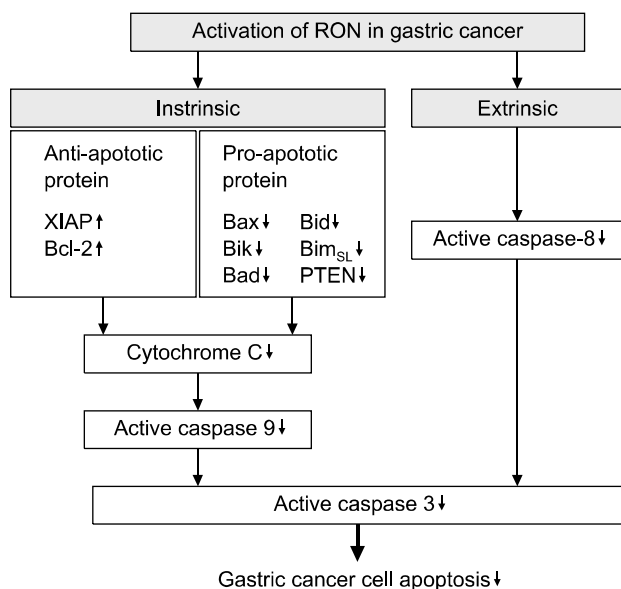 Activation of RON in gastric cancer
Instrinsic
Extrinsic
Anti-apototic
protein
XIAP↑
Bcl-2↑
Pro-apototic
protein
Bax↓ Bid↓
Bik↓ BimSL↓
Bad↓ PTEN↓
Active caspase-8↓
Cytochrome C↓
Active caspase 9↓
Active caspase 3↓
Gastric cancer cell apoptosis↓